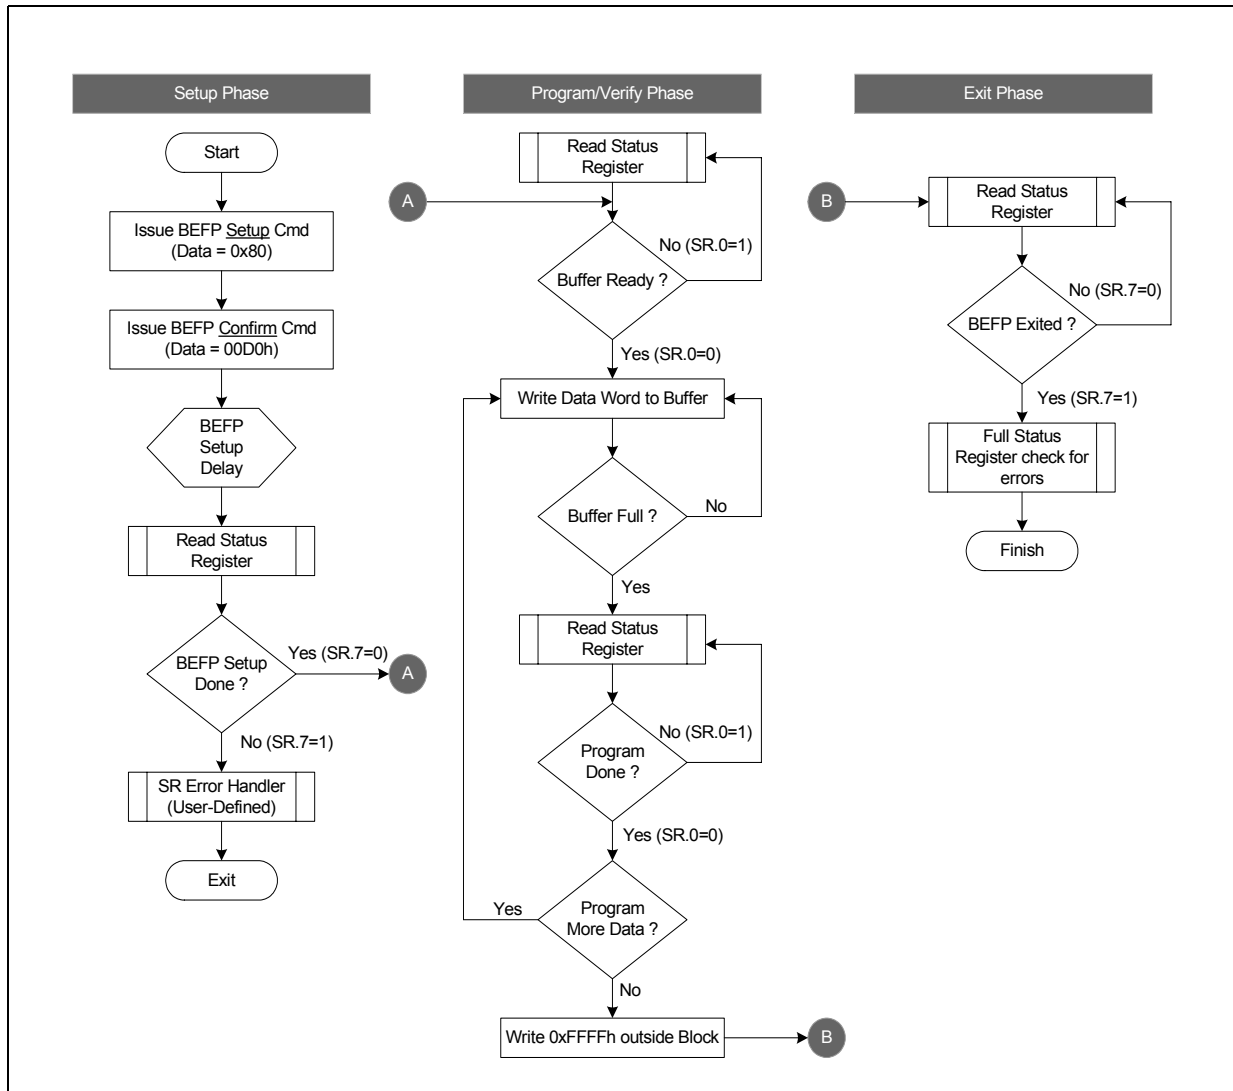 Setup Phase
Start
Issue BEFP Setup Cmd
(Data = 0x80)
Issue BEFP Confirm Cmd
(Data = 00D0h)
BEFP
Setup
Delay
Read Status
Register
BEFP Setup
Done ?
Yes (SR.7=0)
A
No (SR.7=1)
SR Error Handler
(User-Defined)
Exit
Program/Verify Phase
Read Status
Register
A
No (SR.0=1)
Buffer Ready ?
Yes (SR.0=0)
Write Data Word to Buffer
Buffer Full ?
No
Yes
Read Status
Register
No (SR.0=1)
Program
Done ?
Yes (SR.0=0)
Yes
Program
More Data ?
No
Write 0xFFFFh outside Block
B
Exit Phase
B
Read Status
Register
No (SR.7=0)
BEFP Exited ?
Yes (SR.7=1)
Full Status
Register check for
errors
Finish